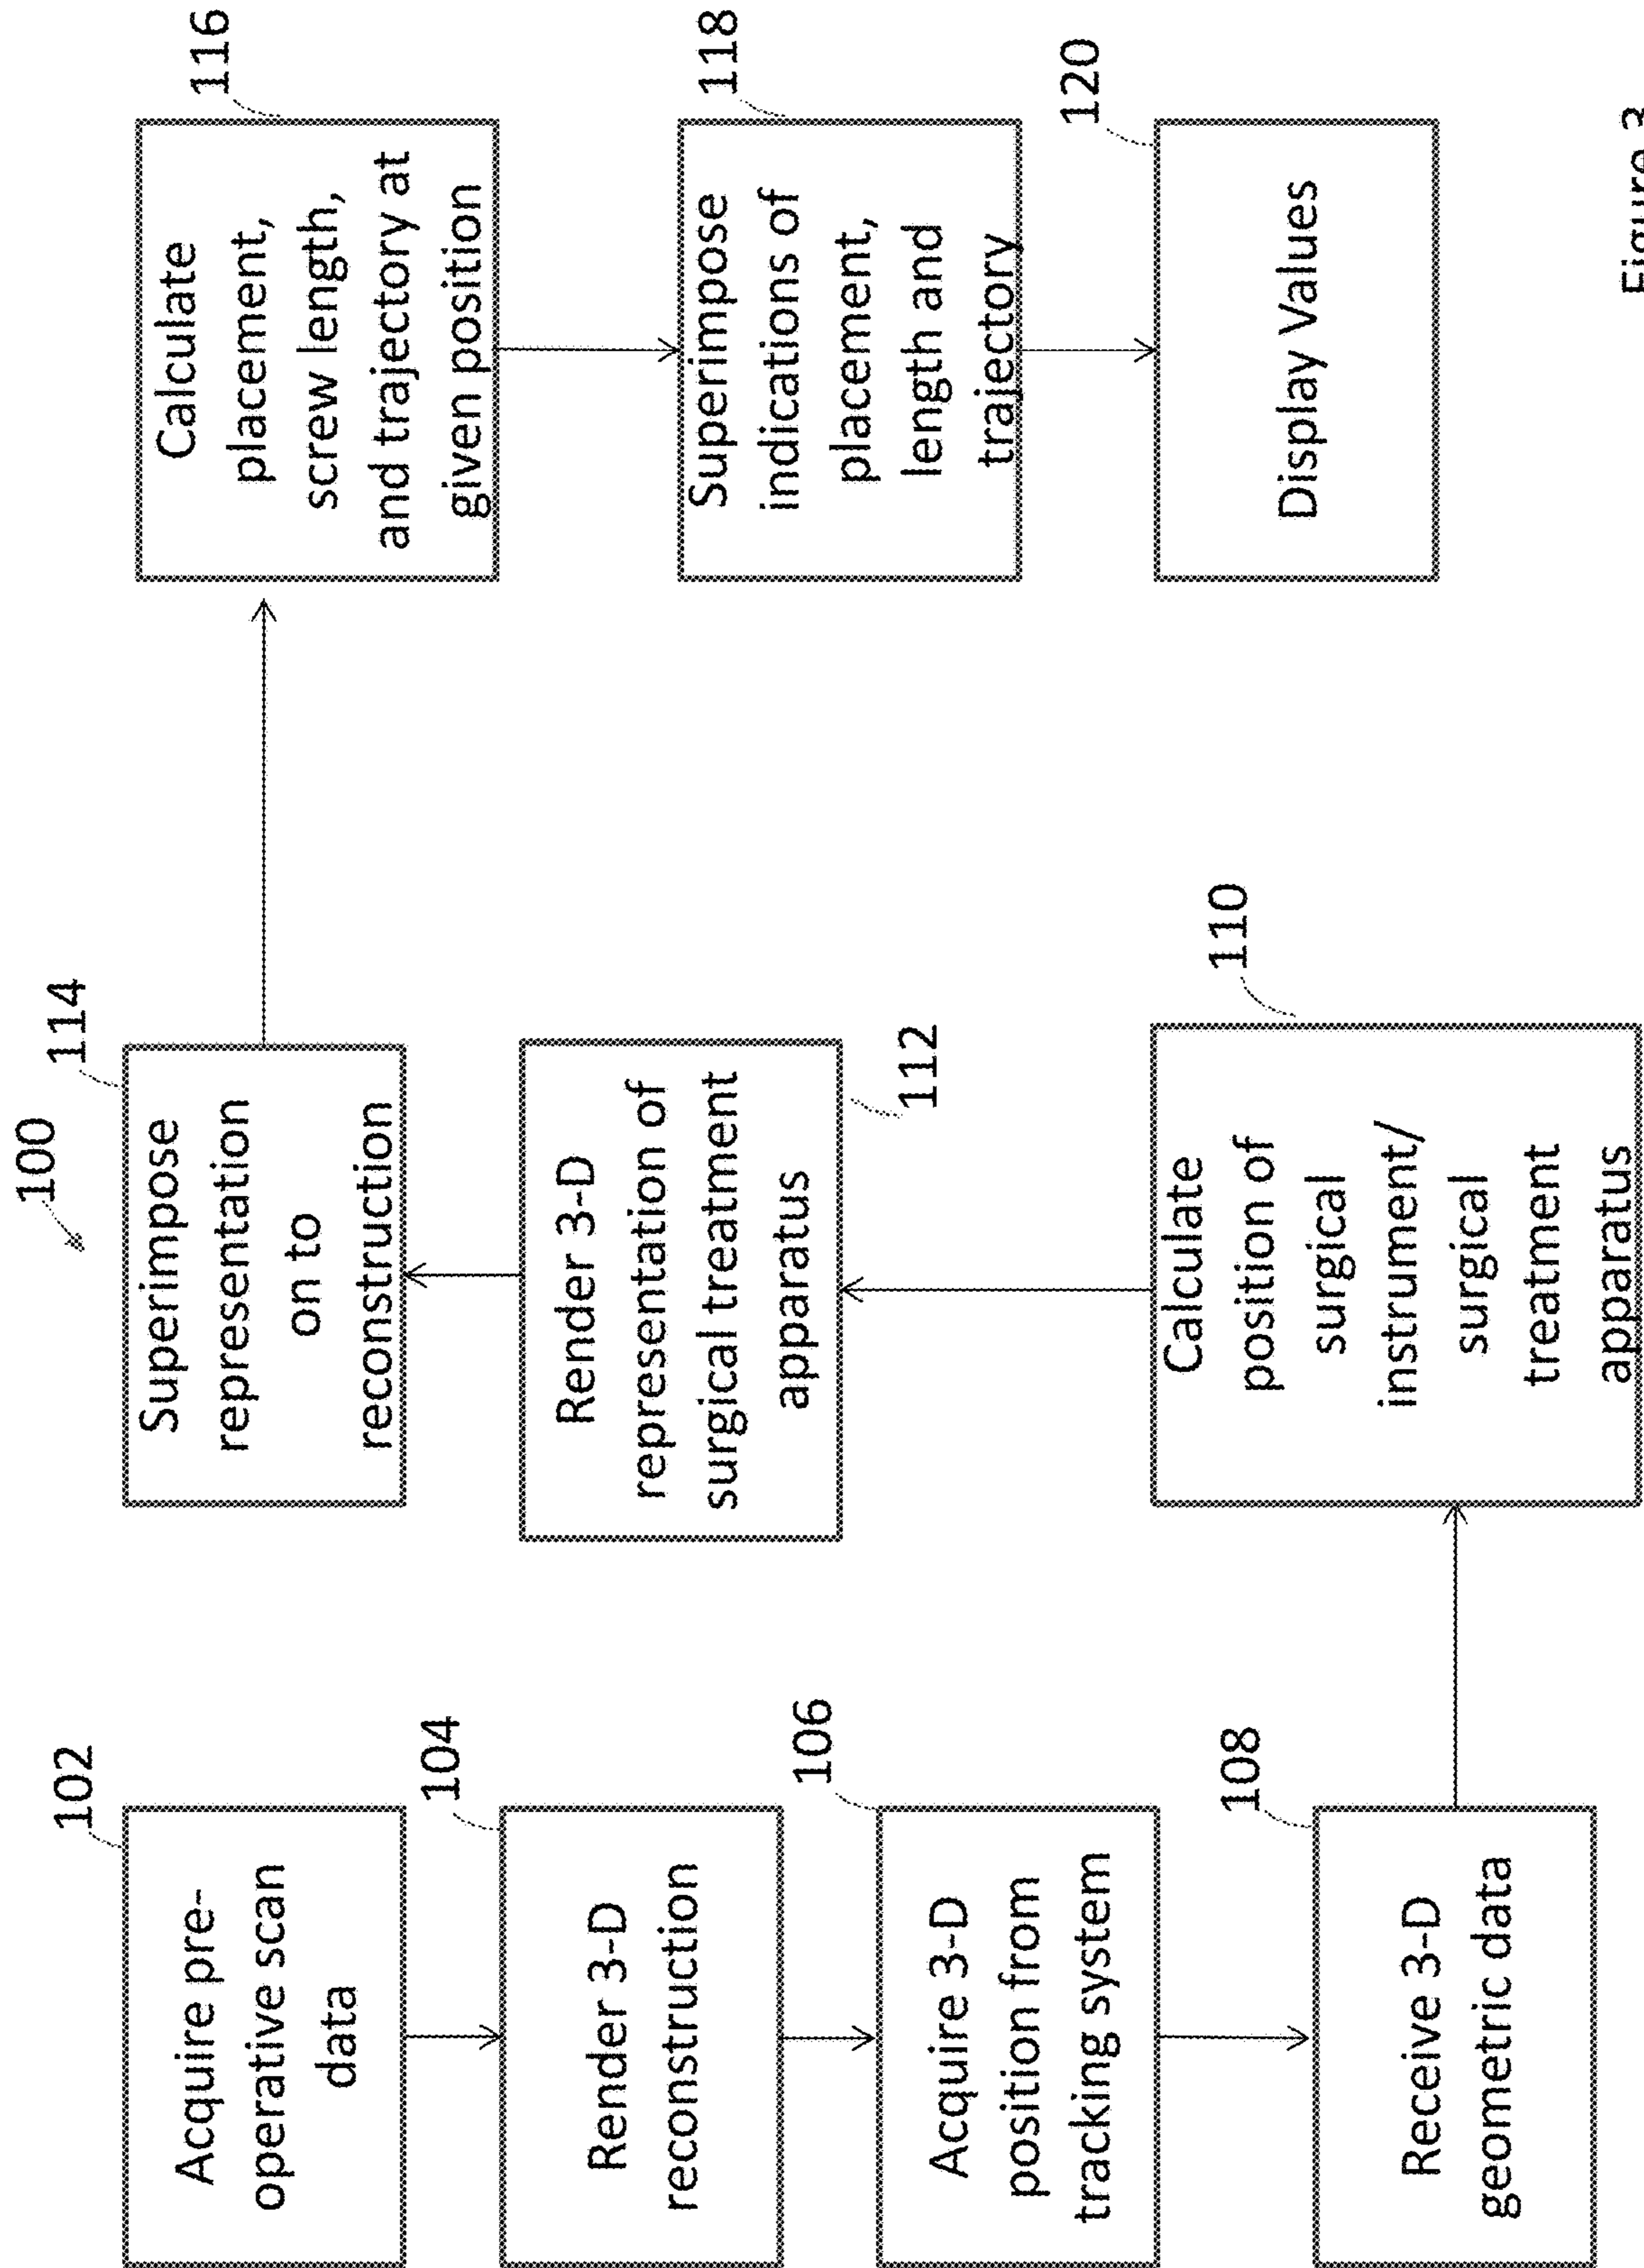 100
102
Acquire pre-
operative scan
data
104
Render 3-D
reconstruction
106
Acquire 3-D
position from
tracking system
108
Receive 3-D
geometric data
110
Calculate
position of
surgical
instrument/
surgical
treatment
apparatus
112
Render 3-D
representation of
surgical treatment
apparatus
114
Superimpose
representation
on to
reconstruction
116
Calculate
placement,
screw length,
and trajectory at
given position
118
Superimpose
indications of
placement,
length and
trajectory
120
Display Values
Figure 3